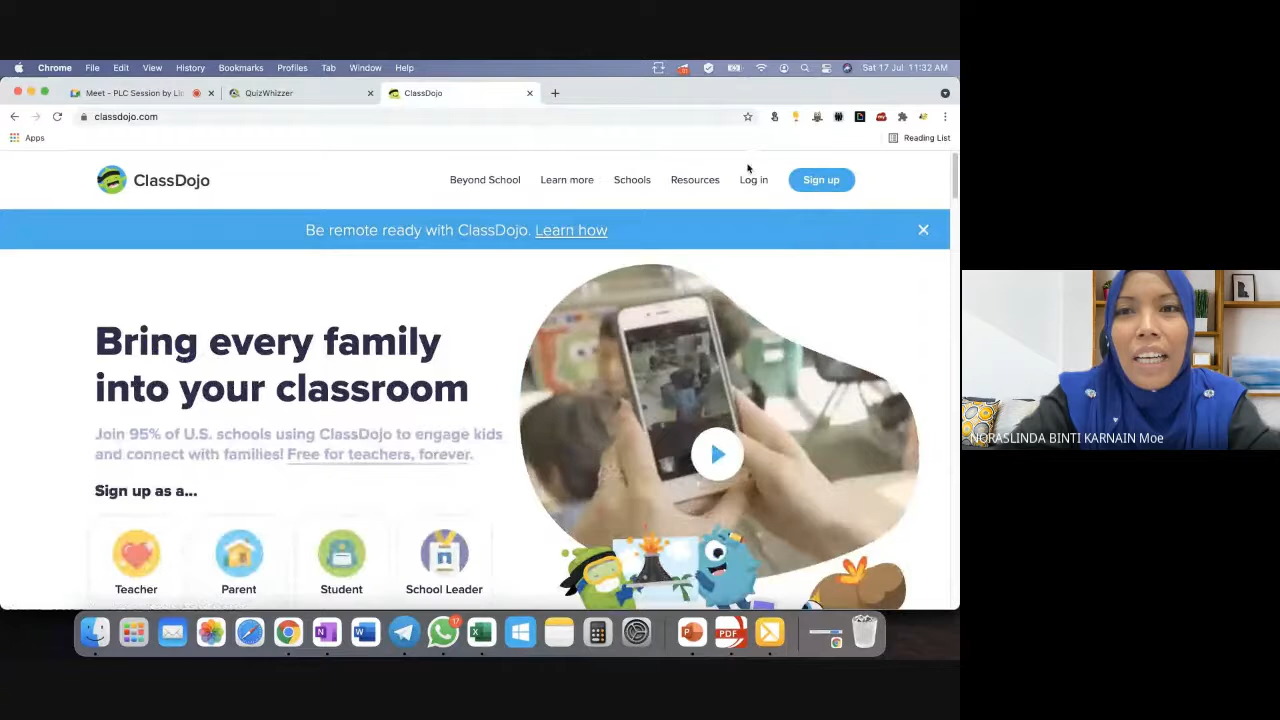 Chrome File Edit View History Bookmarks Profiles Tab Window Help Sat 17 Jul 11:32 AM
Meet - PLC Session by Lic
QuizWhizzer
ClassDojo
classdojo.com
Apps
Reading List
ClassDojo
Beyond School
Learn more
Schools
Resources
Log in
Sign up
Be remote ready with ClassDojo. Learn how
Bring every family
into your classroom
Join 95% of U.S. schools using ClassDojo to engage kids
and connect with families! Free for teachers, forever.
Sign up as a...
Teacher
Parent
Student
School Leader
NORASLINDA BINTI KARNAIN Moe
17
PDF